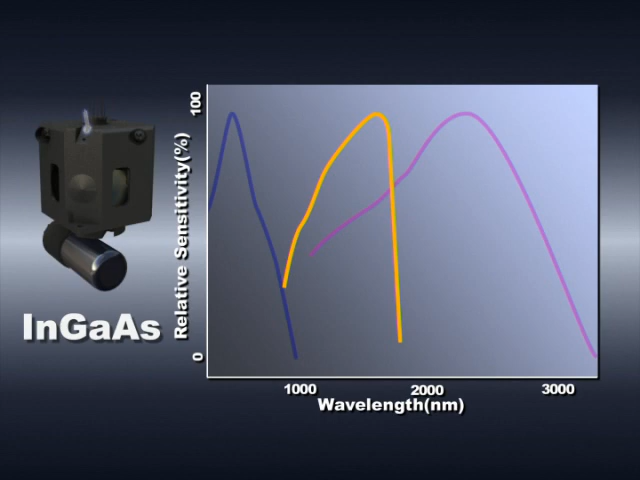 100
Relative Sensitivity(%)
InGaAs
0
1000 2000 3000
Wavelength(nm)